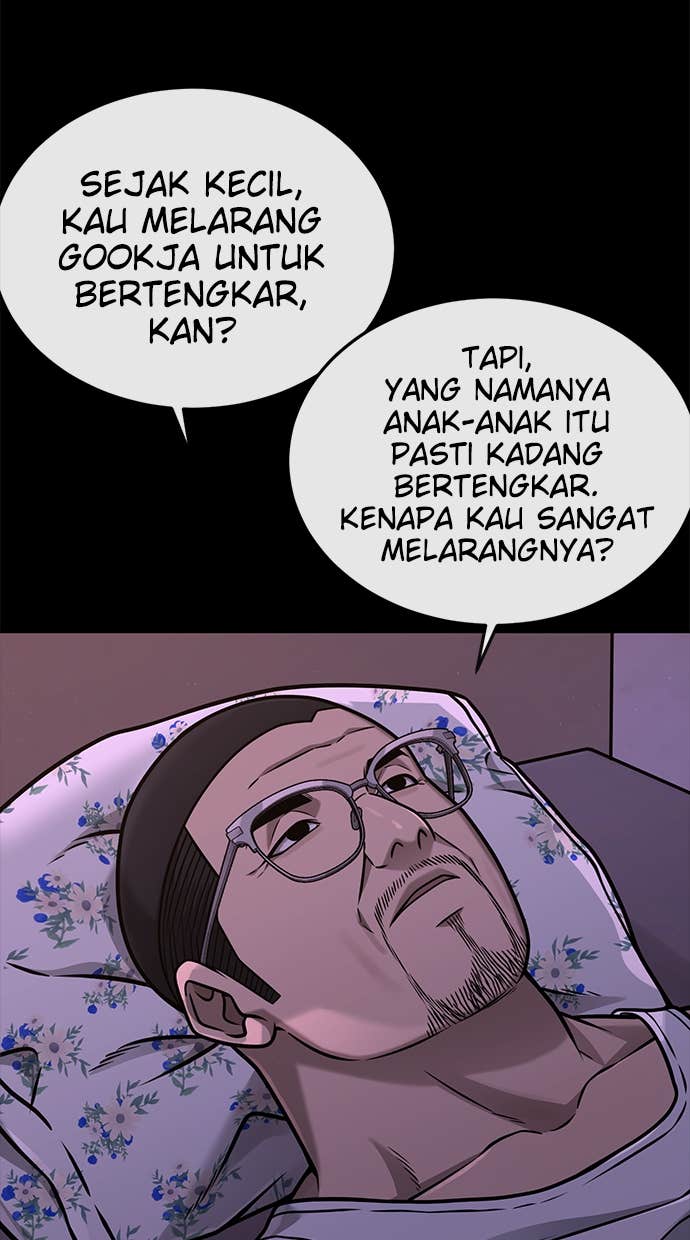 SEJAK KECIL,
KAU MELARANG
GOOKJA UNTUK
BERTENGKAR,
KAN?
TAPI,
YANG NAMANYA
ANAK-ANAK ITU
PASTI KADANG
BERTENGKAR.
KENAPA KAU SANGAT
MELARANGNYA?